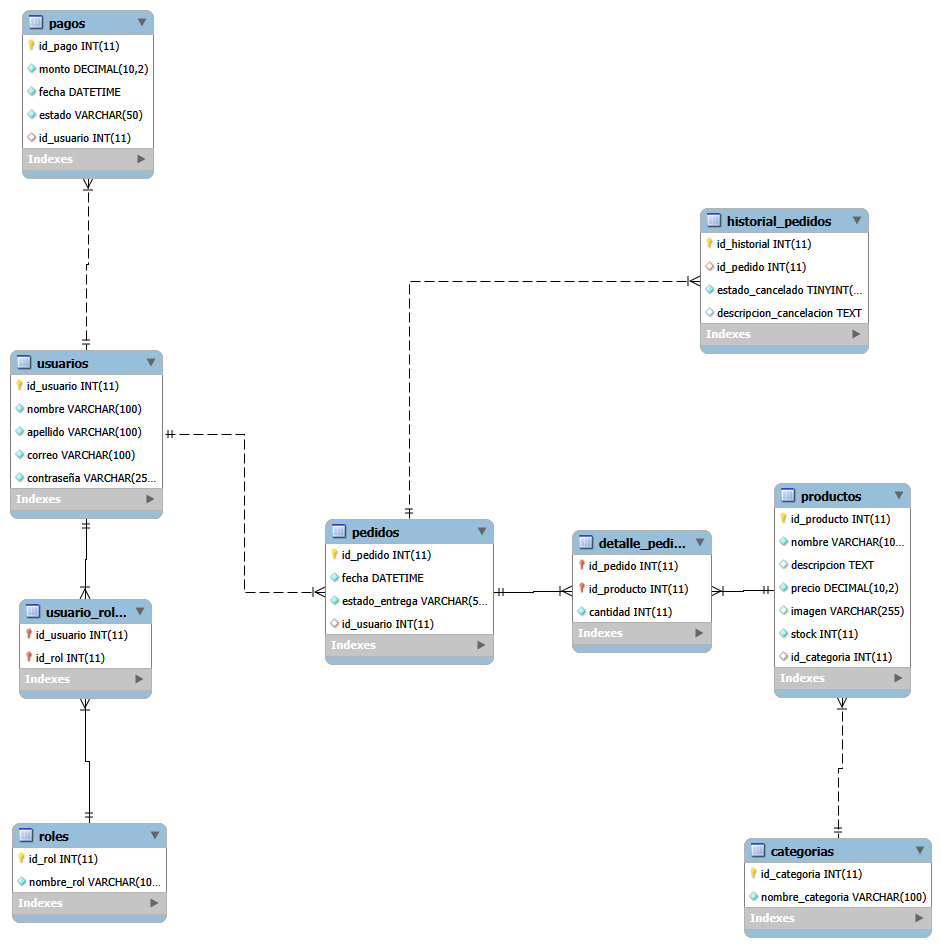 pagos
id_pago INT(11)
monto DECIMAL(10,2)
fecha DATETIME
estado VARCHAR(50)
id_usuario INT(11)
Indexes
historial_pedidos
id_historial INT(11)
id_pedido INT(11)
estado_cancelado TINYINT(...
descripcion_cancelacion TEXT
Indexes
usuarios
id_usuario INT(11)
nombre VARCHAR(100)
apellido VARCHAR(100)
correo VARCHAR(100)
contraseña VARCHAR(25...
Indexes
pedidos
id_pedido INT(11)
fecha DATETIME
estado_entrega VARCHAR(5...
id_usuario INT(11)
Indexes
detalle_pedi...
id_pedido INT(11)
id_producto INT(11)
cantidad INT(11)
Indexes
productos
id_producto INT(11)
nombre VARCHAR(10...
descripcion TEXT
precio DECIMAL(10,2)
imagen VARCHAR(255)
stock INT(11)
id_categoria INT(11)
Indexes
usuario_rol...
id_usuario INT(11)
id_rol INT(11)
Indexes
roles
id_rol INT(11)
nombre_rol VARCHAR(10...
Indexes
categorias
id_categoria INT(11)
nombre_categoria VARCHAR(100)
Indexes